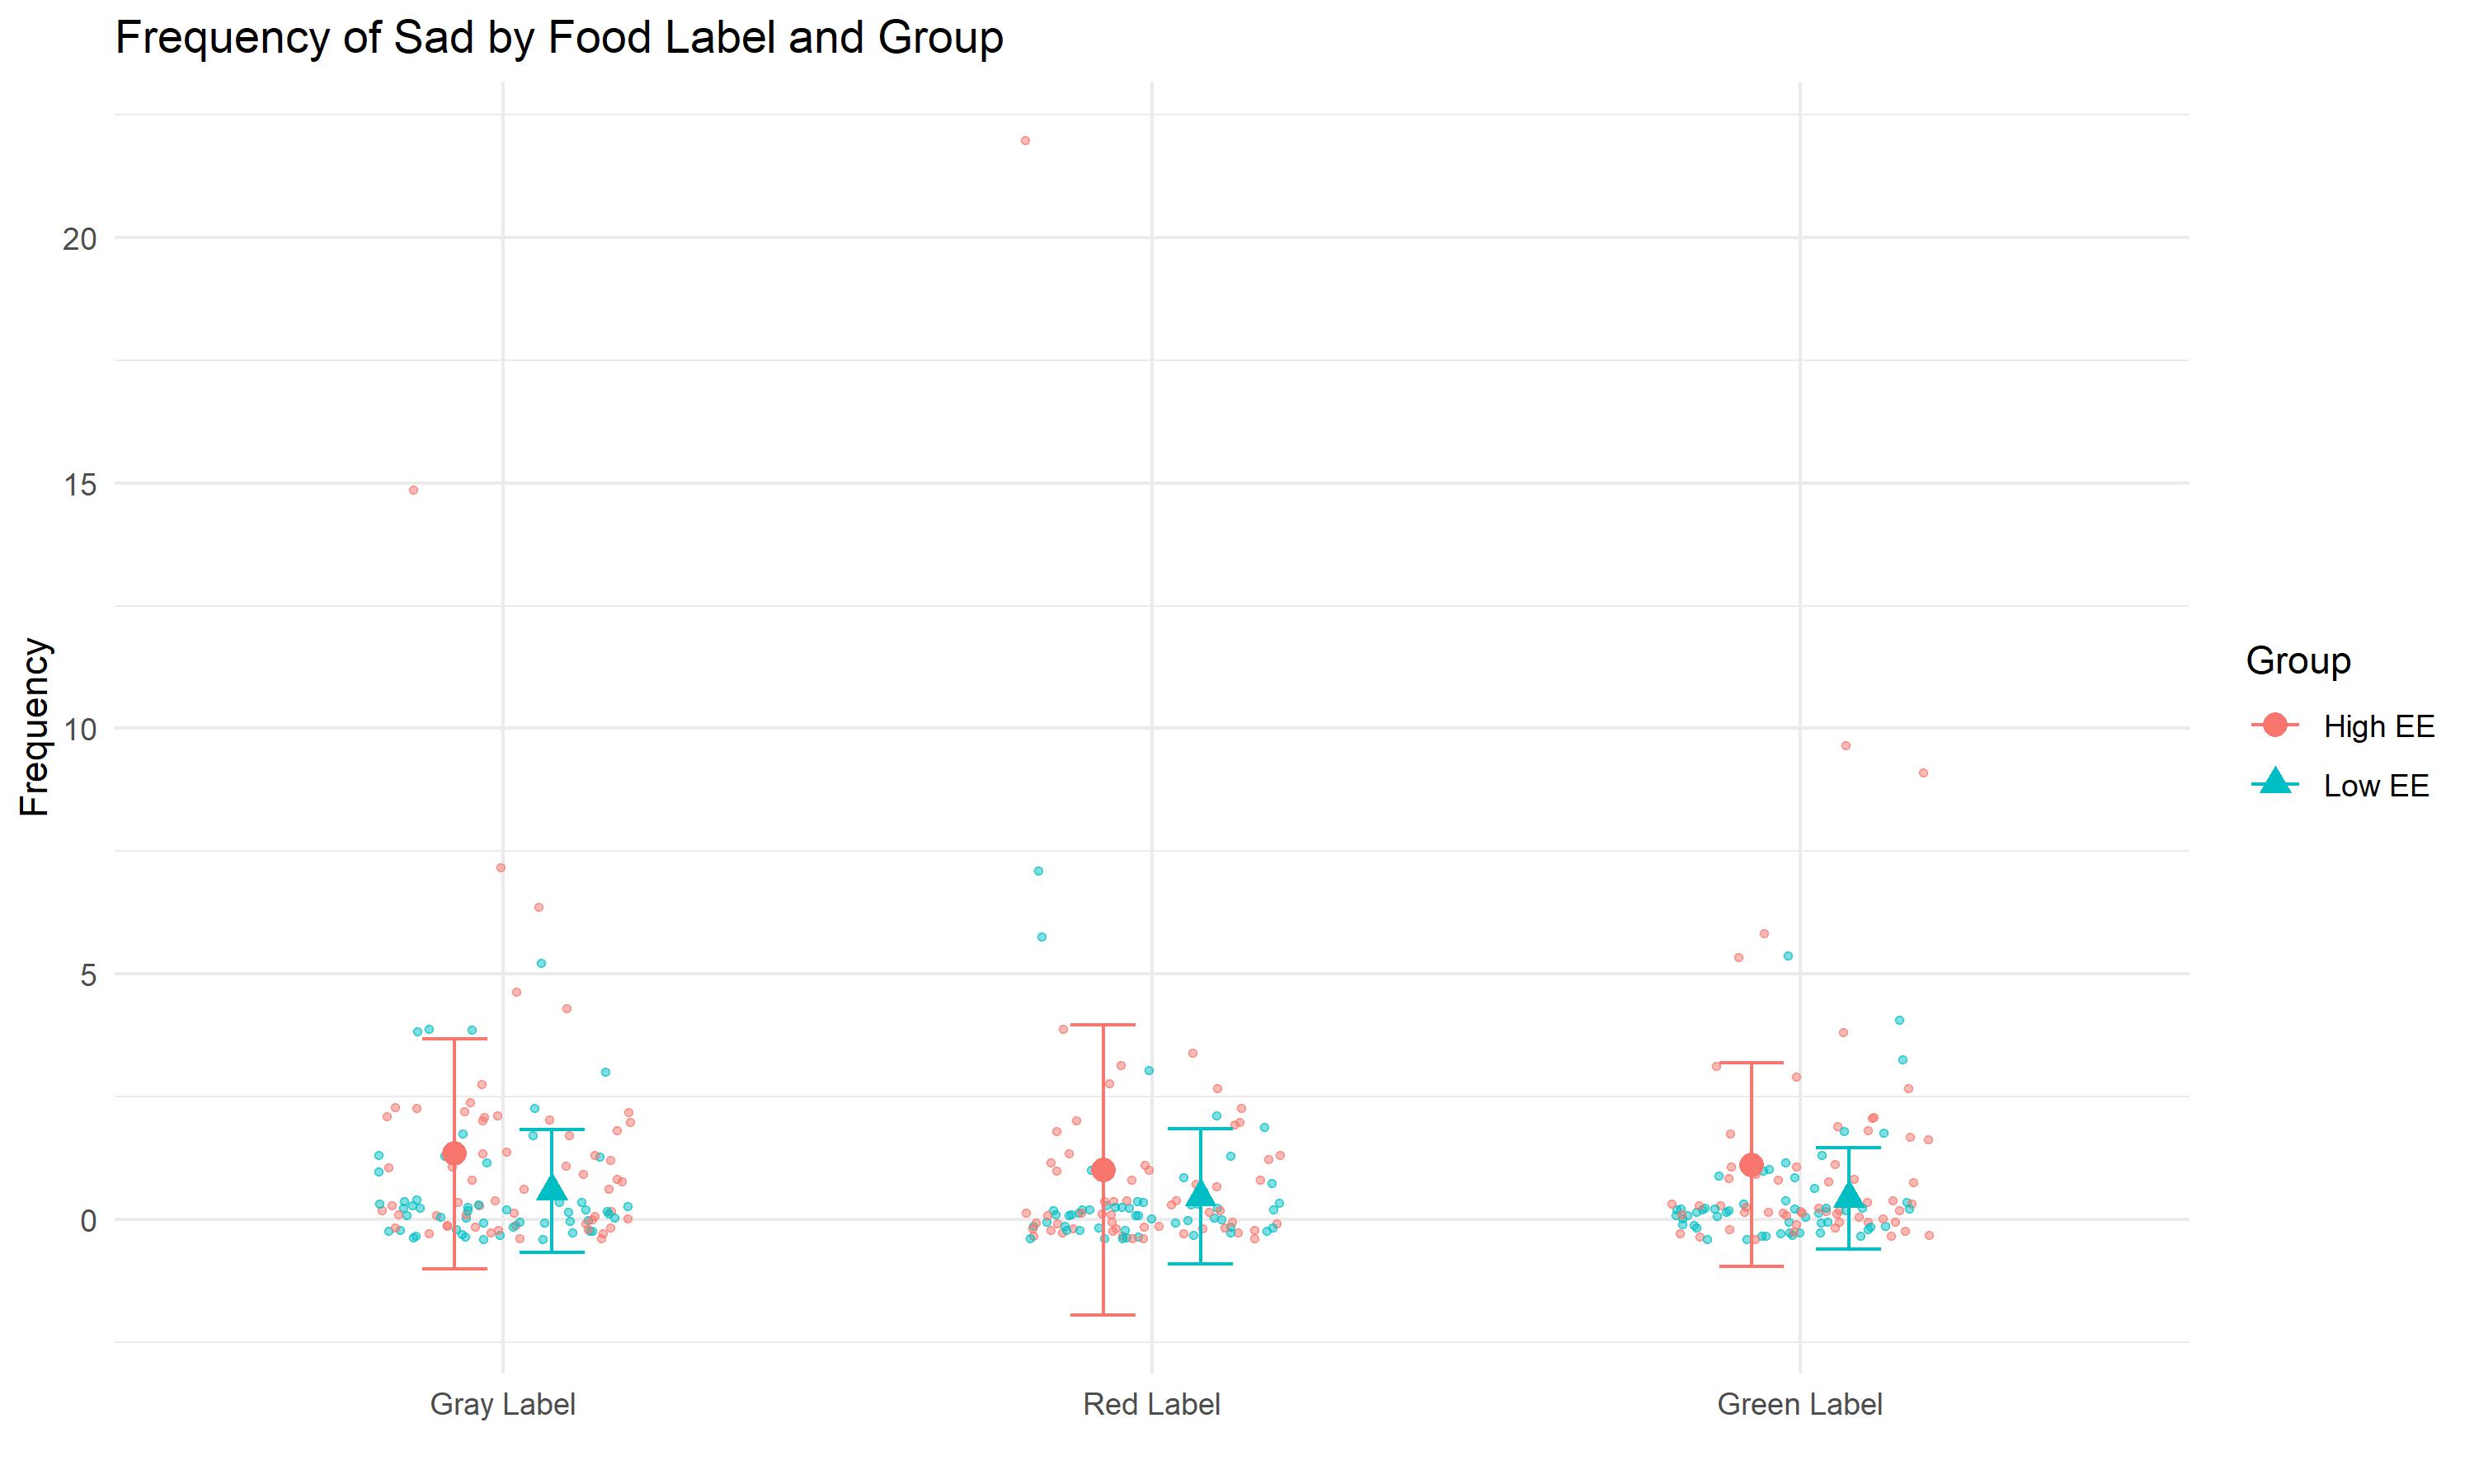 Frequency of Sad by Food Label and Group
Frequency
20
15
10
5
0
Gray Label
Red Label
Green Label
Group
High EE
Low EE